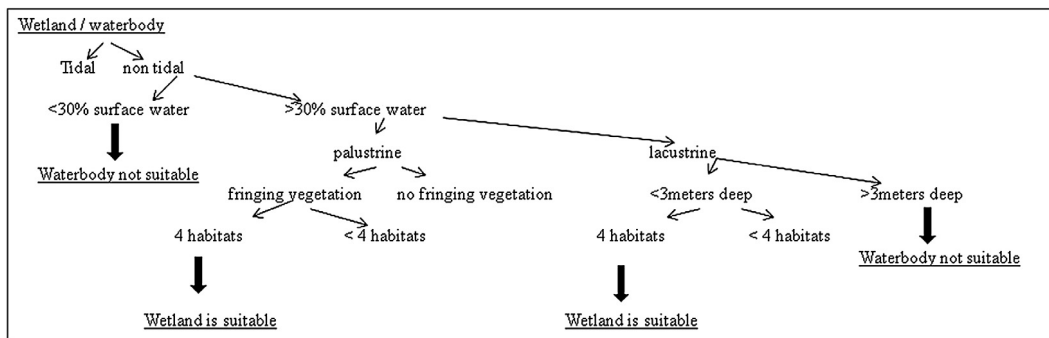 Wetland / waterbody
Tidal non tidal
<30% surface water >30% surface water
palustrine lacustrine
Waterbody not suitable
fringing vegetation no fringing vegetation <3meters deep >3meters deep
4 habitats < 4 habitats 4 habitats < 4 habitats
Waterbody not suitable
Wetland is suitable Wetland is suitable